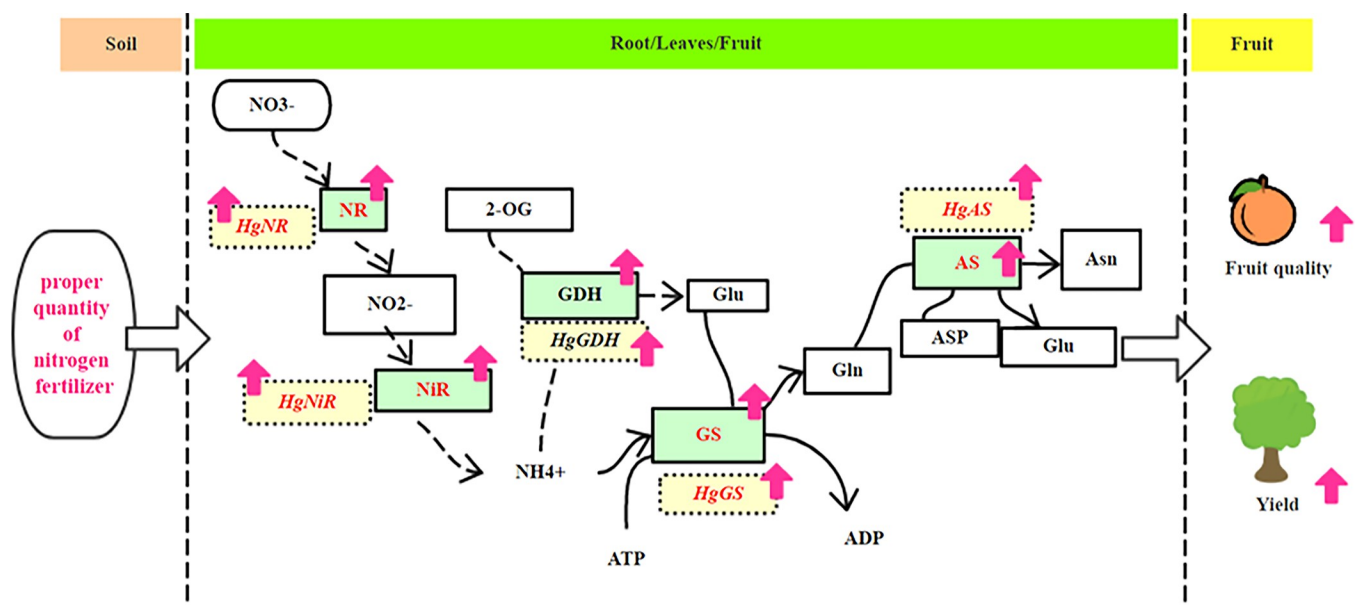 Soil
Root/Leaves/Fruit
Fruit
proper
quantity
of
nitrogen
fertilizer
NO3-
NR
HgNR
NO2-
NiR
HgNiR
NH4+
2-OG
GDH
HgGDH
Glu
GS
HgGS
ATP
ADP
Gln
HgAS
AS
Asn
ASP
Glu
Fruit quality
Yield